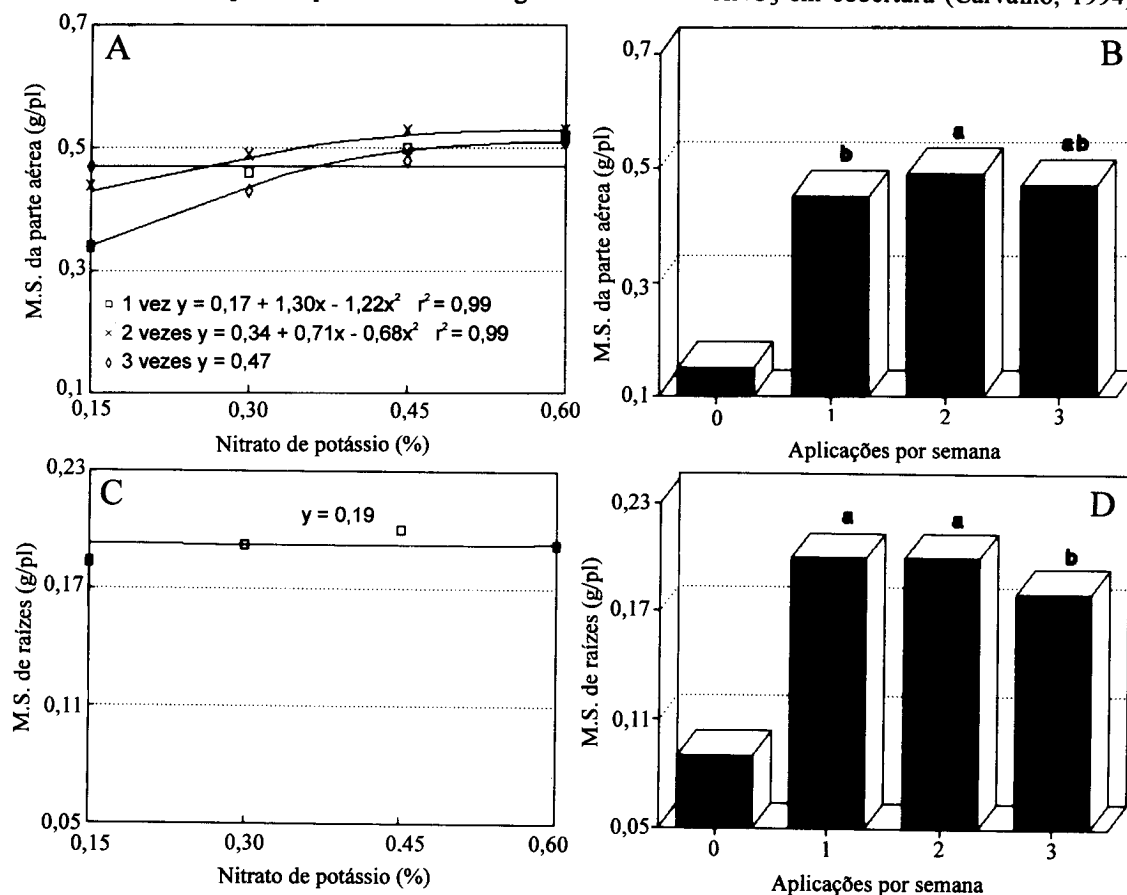 em cobertura (Carvalho, 1994)
A
M.S. da parte aérea (g/pl)
0,7
0,5
0,3
0,1
□ 1 vez y = 0,17 + 1,30x - 1,22x² r² = 0,99
× 2 vezes y = 0,34 + 0,71x - 0,68x² r² = 0,99
◊ 3 vezes y = 0,47
0,15 0,30 0,45 0,60
Nitrato de potássio (%)
B
M.S. da parte aérea (g/pl)
0,7
0,5
0,3
0,1
b a ab
0 1 2 3
Aplicações por semana
C
M.S. de raízes (g/pl)
0,23
0,17
0,11
0,05
y = 0,19
0,15 0,30 0,45 0,60
Nitrato de potássio (%)
D
M.S. de raízes (g/pl)
0,23
0,17
0,11
0,05
a a b
0 1 2 3
Aplicações por semana